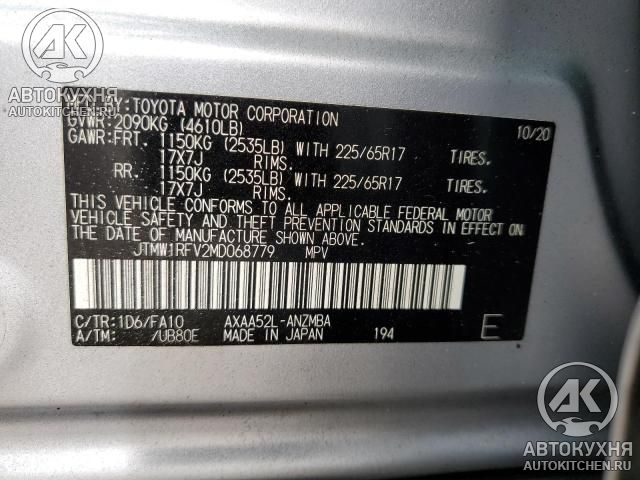 АВТОКУХНЯ
AUTOKITCHEN.RU
TOYOTA MOTOR CORPORATION
GVWR 2090KG (4610LB) 10/20
GAWR:FRT. 1150KG (2535LB) WITH 225/65R17 TIRES.
17X7J RIMS.
RR. 1150KG (2535LB) WITH 225/65R17 TIRES.
17X7J RIMS.
THIS VEHICLE CONFORMS TO ALL APPLICABLE FEDERAL MOTOR
VEHICLE SAFETY AND THEFT PREVENTION STANDARDS IN EFFECT ON
THE DATE OF MANUFACTURE SHOWN ABOVE.
JTMW1RFV2MD068779 MPV
C/TR:1D6/FA10 AXAA52L-ANZMBA 194
A/TM: /UB80E MADE IN JAPAN E
АК
АВТОКУХНЯ
AUTOKITCHEN.RU